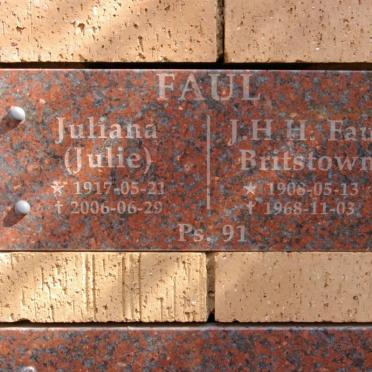 FAUL
Juliana
(Julie)
☆ 1917-05-21
† 2006-06-29
J.H.H. Fau
Britstown
☆ 1908-05-13
† 1968-11-03
Ps. 91